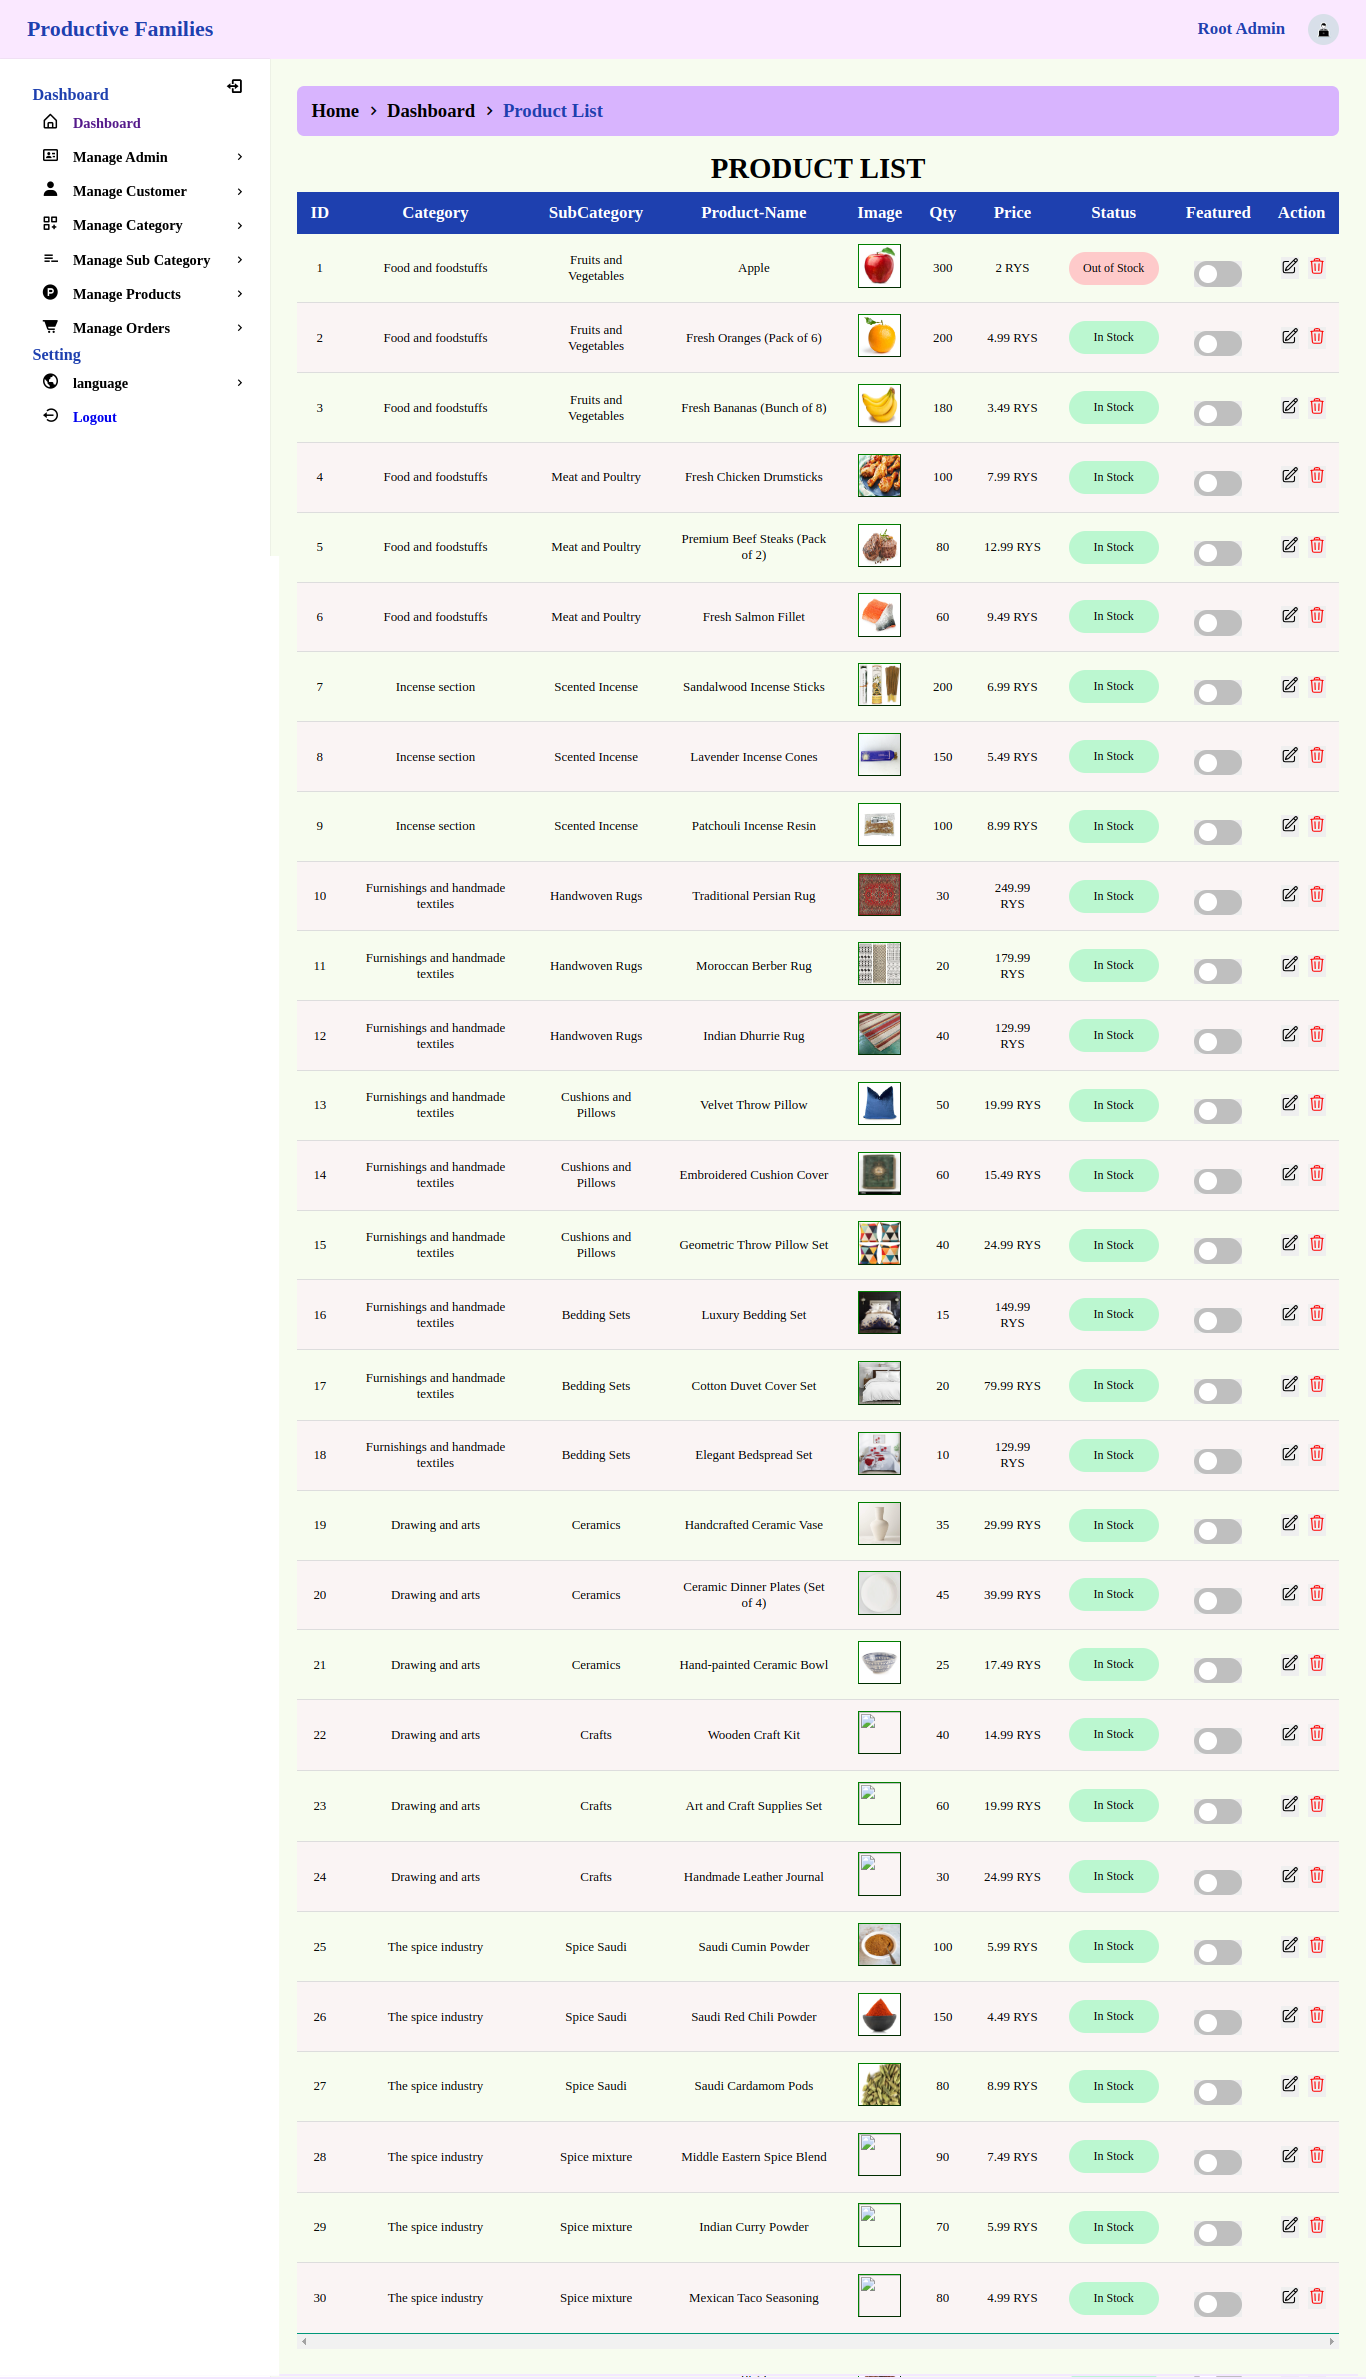 Productive Families
Root Admin
Dashboard
Dashboard
Manage Admin
Manage Customer
Manage Category
Manage Sub Category
Manage Products
Manage Orders
Setting
language
Logout
Home > Dashboard > Product List
PRODUCT LIST
ID Category SubCategory Product-Name Image Qty Price Status Featured Action
1 Food and foodstuffs Fruits and Vegetables Apple 300 2 RYS Out of Stock
2 Food and foodstuffs Fruits and Vegetables Fresh Oranges (Pack of 6) 200 4.99 RYS In Stock
3 Food and foodstuffs Fruits and Vegetables Fresh Bananas (Bunch of 8) 180 3.49 RYS In Stock
4 Food and foodstuffs Meat and Poultry Fresh Chicken Drumsticks 100 7.99 RYS In Stock
5 Food and foodstuffs Meat and Poultry Premium Beef Steaks (Pack of 2) 80 12.99 RYS In Stock
6 Food and foodstuffs Meat and Poultry Fresh Salmon Fillet 60 9.49 RYS In Stock
7 Incense section Scented Incense Sandalwood Incense Sticks 200 6.99 RYS In Stock
8 Incense section Scented Incense Lavender Incense Cones 150 5.49 RYS In Stock
9 Incense section Scented Incense Patchouli Incense Resin 100 8.99 RYS In Stock
10 Furnishings and handmade textiles Handwoven Rugs Traditional Persian Rug 30 249.99 RYS In Stock
11 Furnishings and handmade textiles Handwoven Rugs Moroccan Berber Rug 20 179.99 RYS In Stock
12 Furnishings and handmade textiles Handwoven Rugs Indian Dhurrie Rug 40 129.99 RYS In Stock
13 Furnishings and handmade textiles Cushions and Pillows Velvet Throw Pillow 50 19.99 RYS In Stock
14 Furnishings and handmade textiles Cushions and Pillows Embroidered Cushion Cover 60 15.49 RYS In Stock
15 Furnishings and handmade textiles Cushions and Pillows Geometric Throw Pillow Set 40 24.99 RYS In Stock
16 Furnishings and handmade textiles Bedding Sets Luxury Bedding Set 15 149.99 RYS In Stock
17 Furnishings and handmade textiles Bedding Sets Cotton Duvet Cover Set 20 79.99 RYS In Stock
18 Furnishings and handmade textiles Bedding Sets Elegant Bedspread Set 10 129.99 RYS In Stock
19 Drawing and arts Ceramics Handcrafted Ceramic Vase 35 29.99 RYS In Stock
20 Drawing and arts Ceramics Ceramic Dinner Plates (Set of 4) 45 39.99 RYS In Stock
21 Drawing and arts Ceramics Hand-painted Ceramic Bowl 25 17.49 RYS In Stock
22 Drawing and arts Crafts Wooden Craft Kit 40 14.99 RYS In Stock
23 Drawing and arts Crafts Art and Craft Supplies Set 60 19.99 RYS In Stock
24 Drawing and arts Crafts Handmade Leather Journal 30 24.99 RYS In Stock
25 The spice industry Spice Saudi Saudi Cumin Powder 100 5.99 RYS In Stock
26 The spice industry Spice Saudi Saudi Red Chili Powder 150 4.49 RYS In Stock
27 The spice industry Spice Saudi Saudi Cardamom Pods 80 8.99 RYS In Stock
28 The spice industry Spice mixture Middle Eastern Spice Blend 90 7.49 RYS In Stock
29 The spice industry Spice mixture Indian Curry Powder 70 5.99 RYS In Stock
30 The spice industry Spice mixture Mexican Taco Seasoning 80 4.99 RYS In Stock